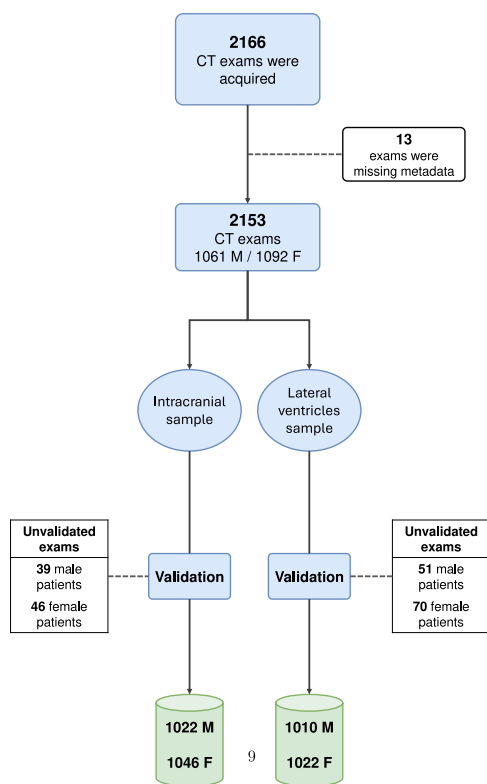 2166
CT exams were
acquired
13
exams were
missing metadata
2153
CT exams
1061 M / 1092 F
Intracranial
sample
Lateral
ventricles
sample
Unvalidated
exams
39 male
patients
46 female
patients
Validation
Validation
Unvalidated
exams
51 male
patients
70 female
patients
1022 M
1046 F
1010 M
1022 F
9